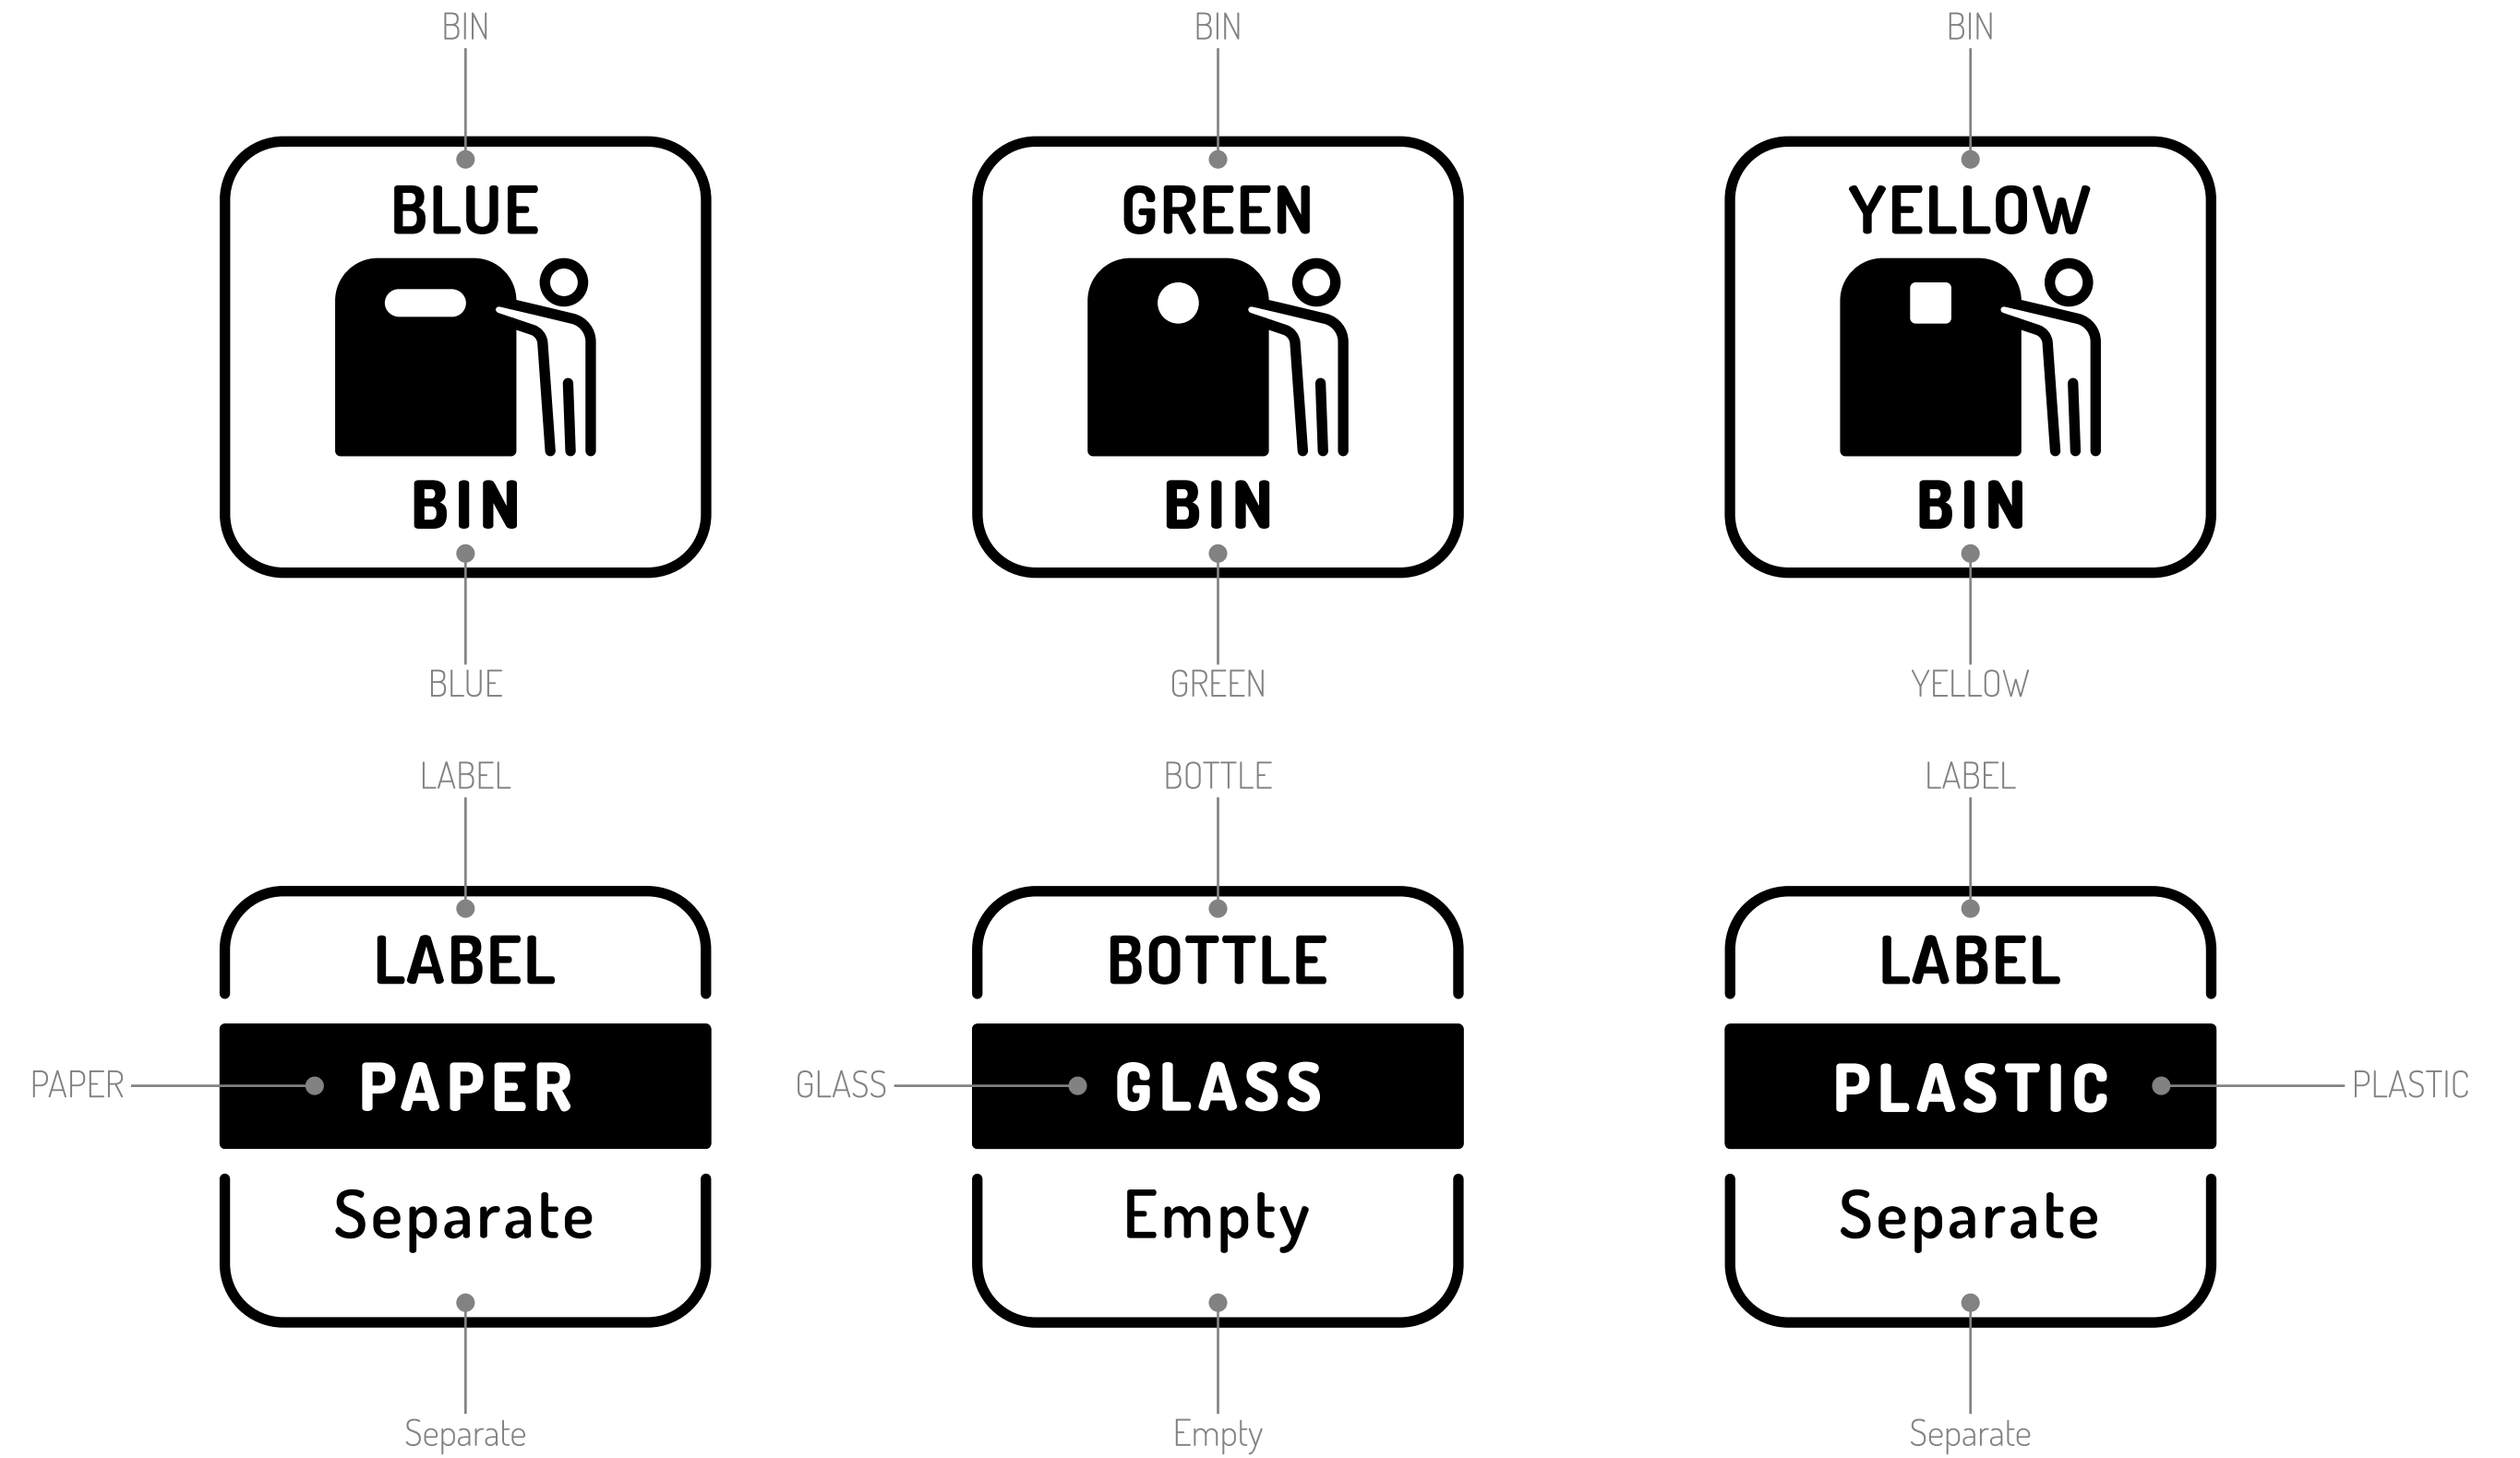 BIN BIN BIN
BLUE GREEN YELLOW
BIN BIN BIN
BLUE GREEN YELLOW
LABEL BOTTLE LABEL
LABEL BOTTLE LABEL
PAPER PAPER GLASS GLASS PLASTIC PLASTIC
Separate Empty Separate
Separate Empty Separate